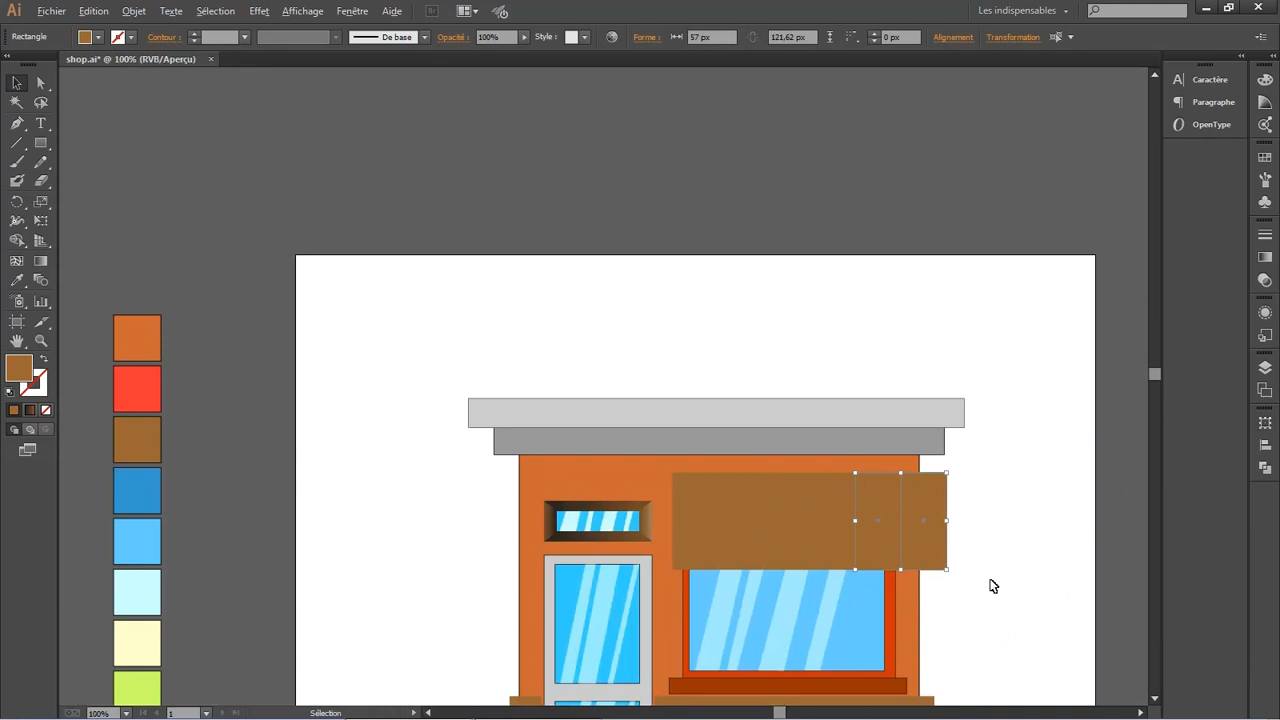 Ai Fichier Edition Objet Texte Sélection Effet Affichage Fenêtre Aide Br Les indispensables
Rectangle Contour : De base Opacité : 100% Style : Forme : 57 px 121,62 px 0 px Alignement Transformation
shop.ai* @ 100% (RVB/Aperçu)
Caractère
Paragraphe
OpenType
100% 1 Sélection